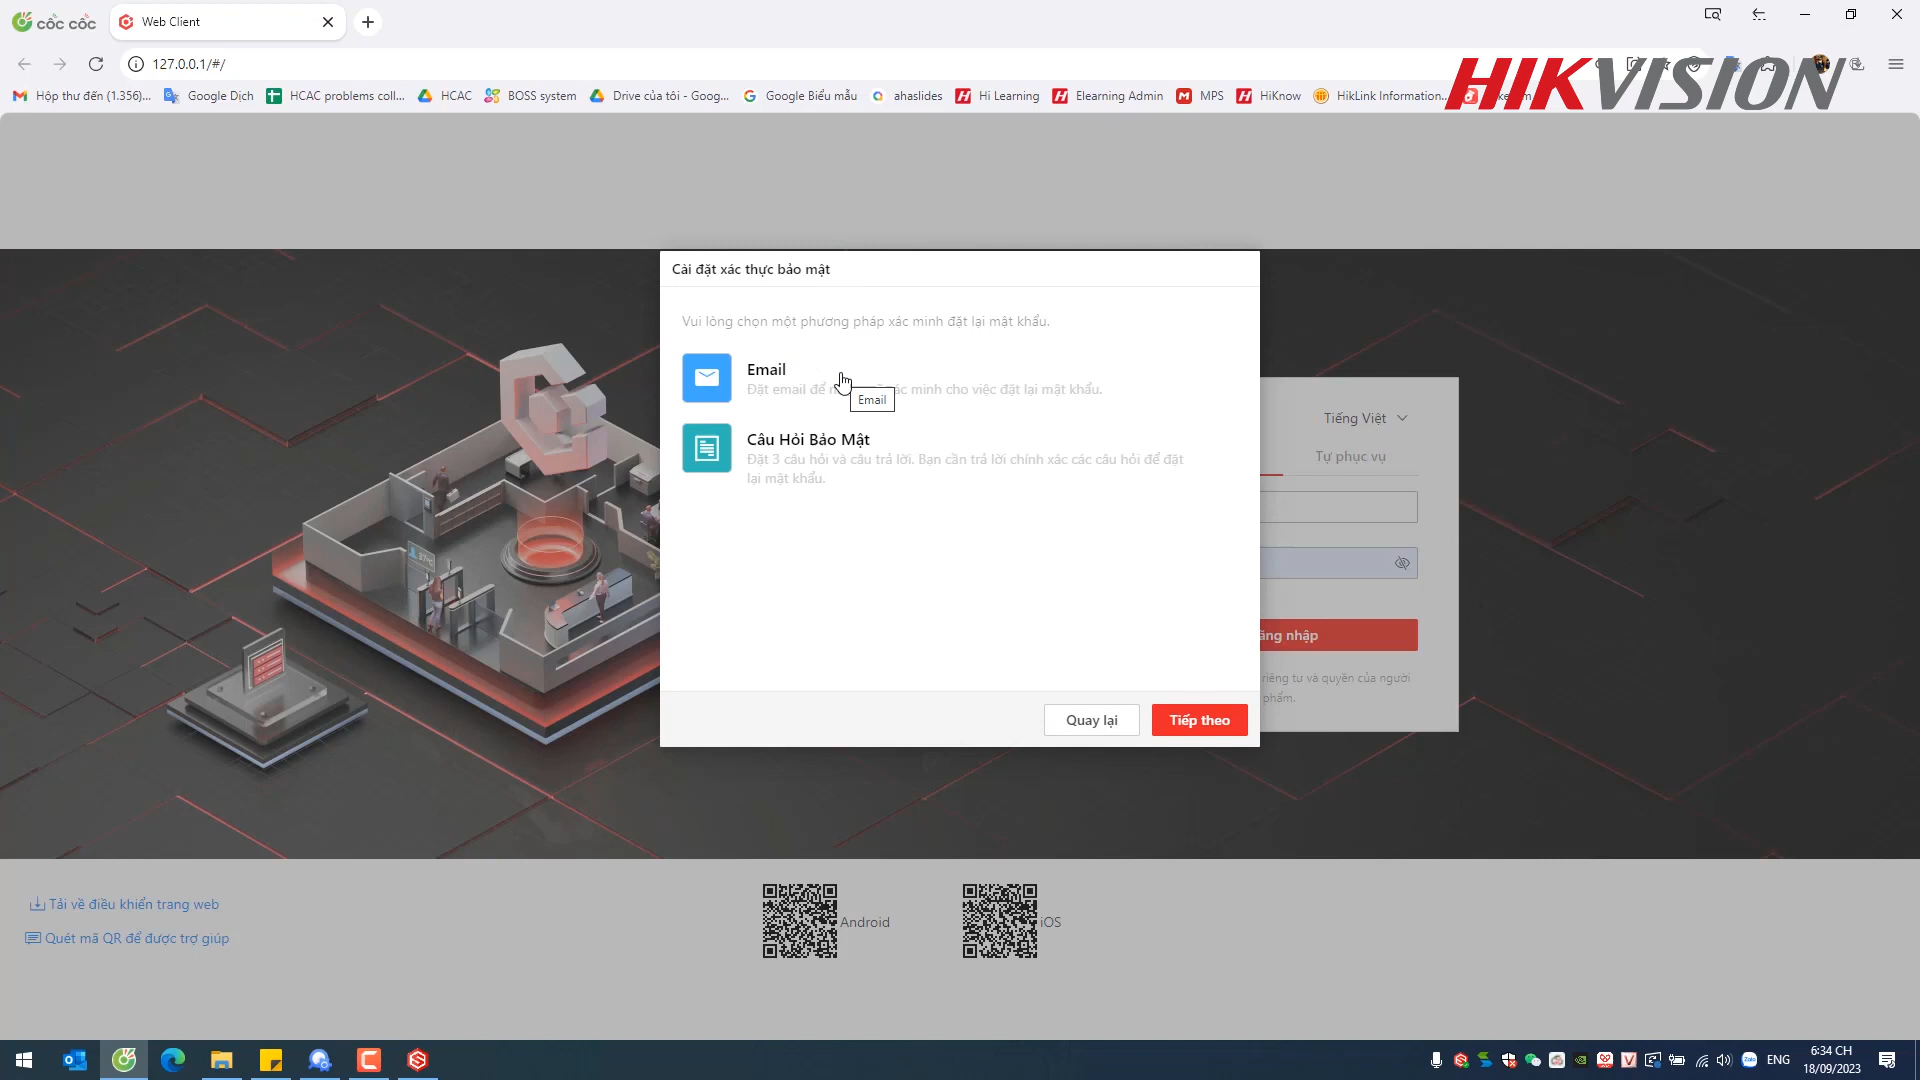 cốc cốc
Web Client
127.0.0.1/#/
HIKVISION
Hộp thư đến (1.356)...
Google Dịch
HCAC problems coll...
HCAC
BOSS system
Drive của tôi - Goog...
Google Biểu mẫu
ahaslides
Hi Learning
Elearning Admin
MPS
HiKnow
HikLink Information...
Cài đặt xác thực bảo mật
Vui lòng chọn một phương pháp xác minh đặt lại mật khẩu.
Email
Đặt email để xác minh cho việc đặt lại mật khẩu.
Email
Câu Hỏi Bảo Mật
Đặt 3 câu hỏi và câu trả lời. Bạn cần trả lời chính xác các câu hỏi để đặt
lại mật khẩu.
Quay lại
Tiếp theo
Tiếng Việt
Tự phục vụ
ăng nhập
riêng tư và quyền của người
phẩm.
Tải về điều khiển trang web
Quét mã QR để được trợ giúp
Android
iOS
37°C
Zalo
ENG
6:34 CH
18/09/2023